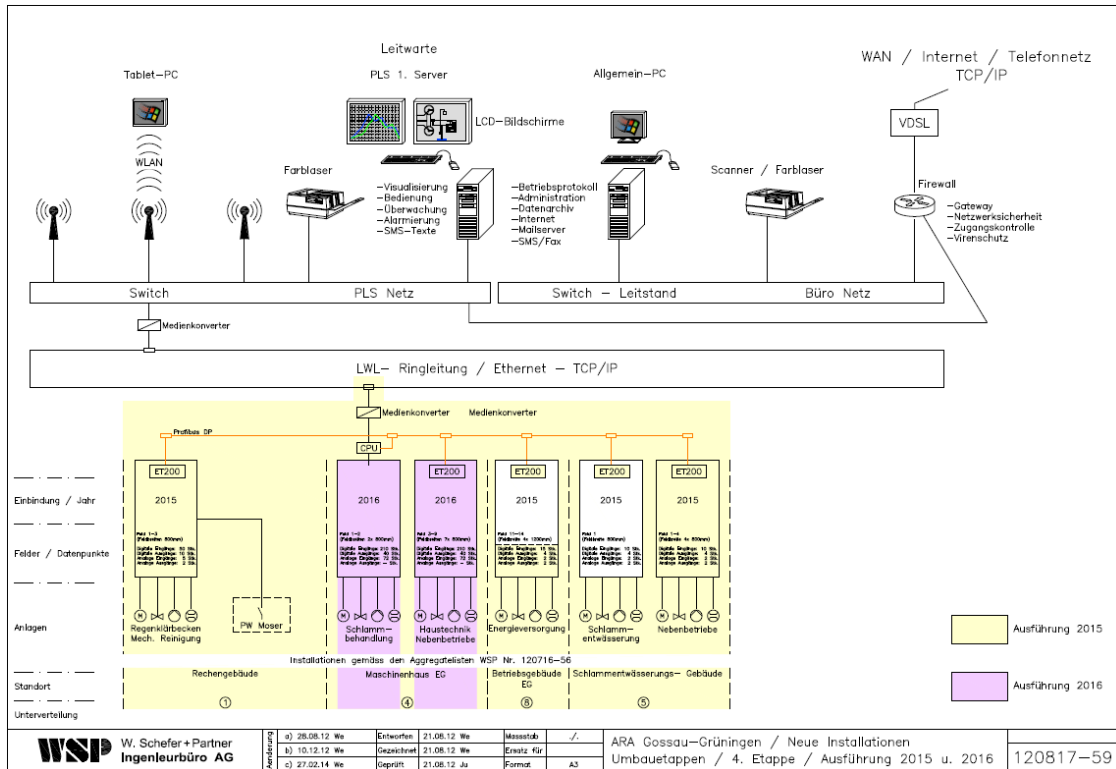 Leitwarte
WAN / Internet / Telefonnetz
TCP/IP
Tablet-PC
PLS 1. Server
Allgemein-PC
LCD-Bildschirme
VDSL
WLAN
Farblaser
Scanner / Farblaser
Firewall
-Visualisierung
-Bedienung
-Überwachung
-Alarmierung
-SMS-Texte
-Betriebsprotokoll
-Administration
-Datenarchiv
-Internet
-Mailserver
-SMS/Fax
-Gateway
-Netzwerksicherheit
-Zugangskontrolle
-Virenschutz
Switch
PLS Netz
Switch - Leitstand
Büro Netz
Medienkonverter
LWL- Ringleitung / Ethernet - TCP/IP
Medienkonverter
Medienkonverter
Profibus DP
CPU
ET200
ET200
ET200
ET200
ET200
Einbindung / Jahr
2015
2016
2016
2015
2015
2015
Felder / Datenpunkte
Anlagen
Regenklärbecken
Mech. Reinigung
PW Moser
Schlamm-
behandlung
Haustechnik
Nebenbetriebe
Energieversorgung
Schlamm-
entwässerung
Nebenbetriebe
Ausführung 2015
Installationen gemäss den Aggregatelisten WSP Nr. 120716-56
Standort
Rechengebäude
Maschinenhaus EG
Betriebsgebäude
EG
Schlammentwässerungs- Gebäude
Ausführung 2016
Unterverteilung
1
4
8
5
WSP W. Schefer+Partner
Ingenieurbüro AG
Aenderung
a) 28.08.12 We
Entworfen 21.08.12 We
Massstab ./.
b) 10.12.12 We
Gezeichnet 21.08.12 We
Ersatz für
c) 27.02.14 We
Geprüft 21.08.12 Ju
Format A3
ARA Gossau-Grüningen / Neue Installationen
Umbauetappen / 4. Etappe / Ausführung 2015 u. 2016
120817-59